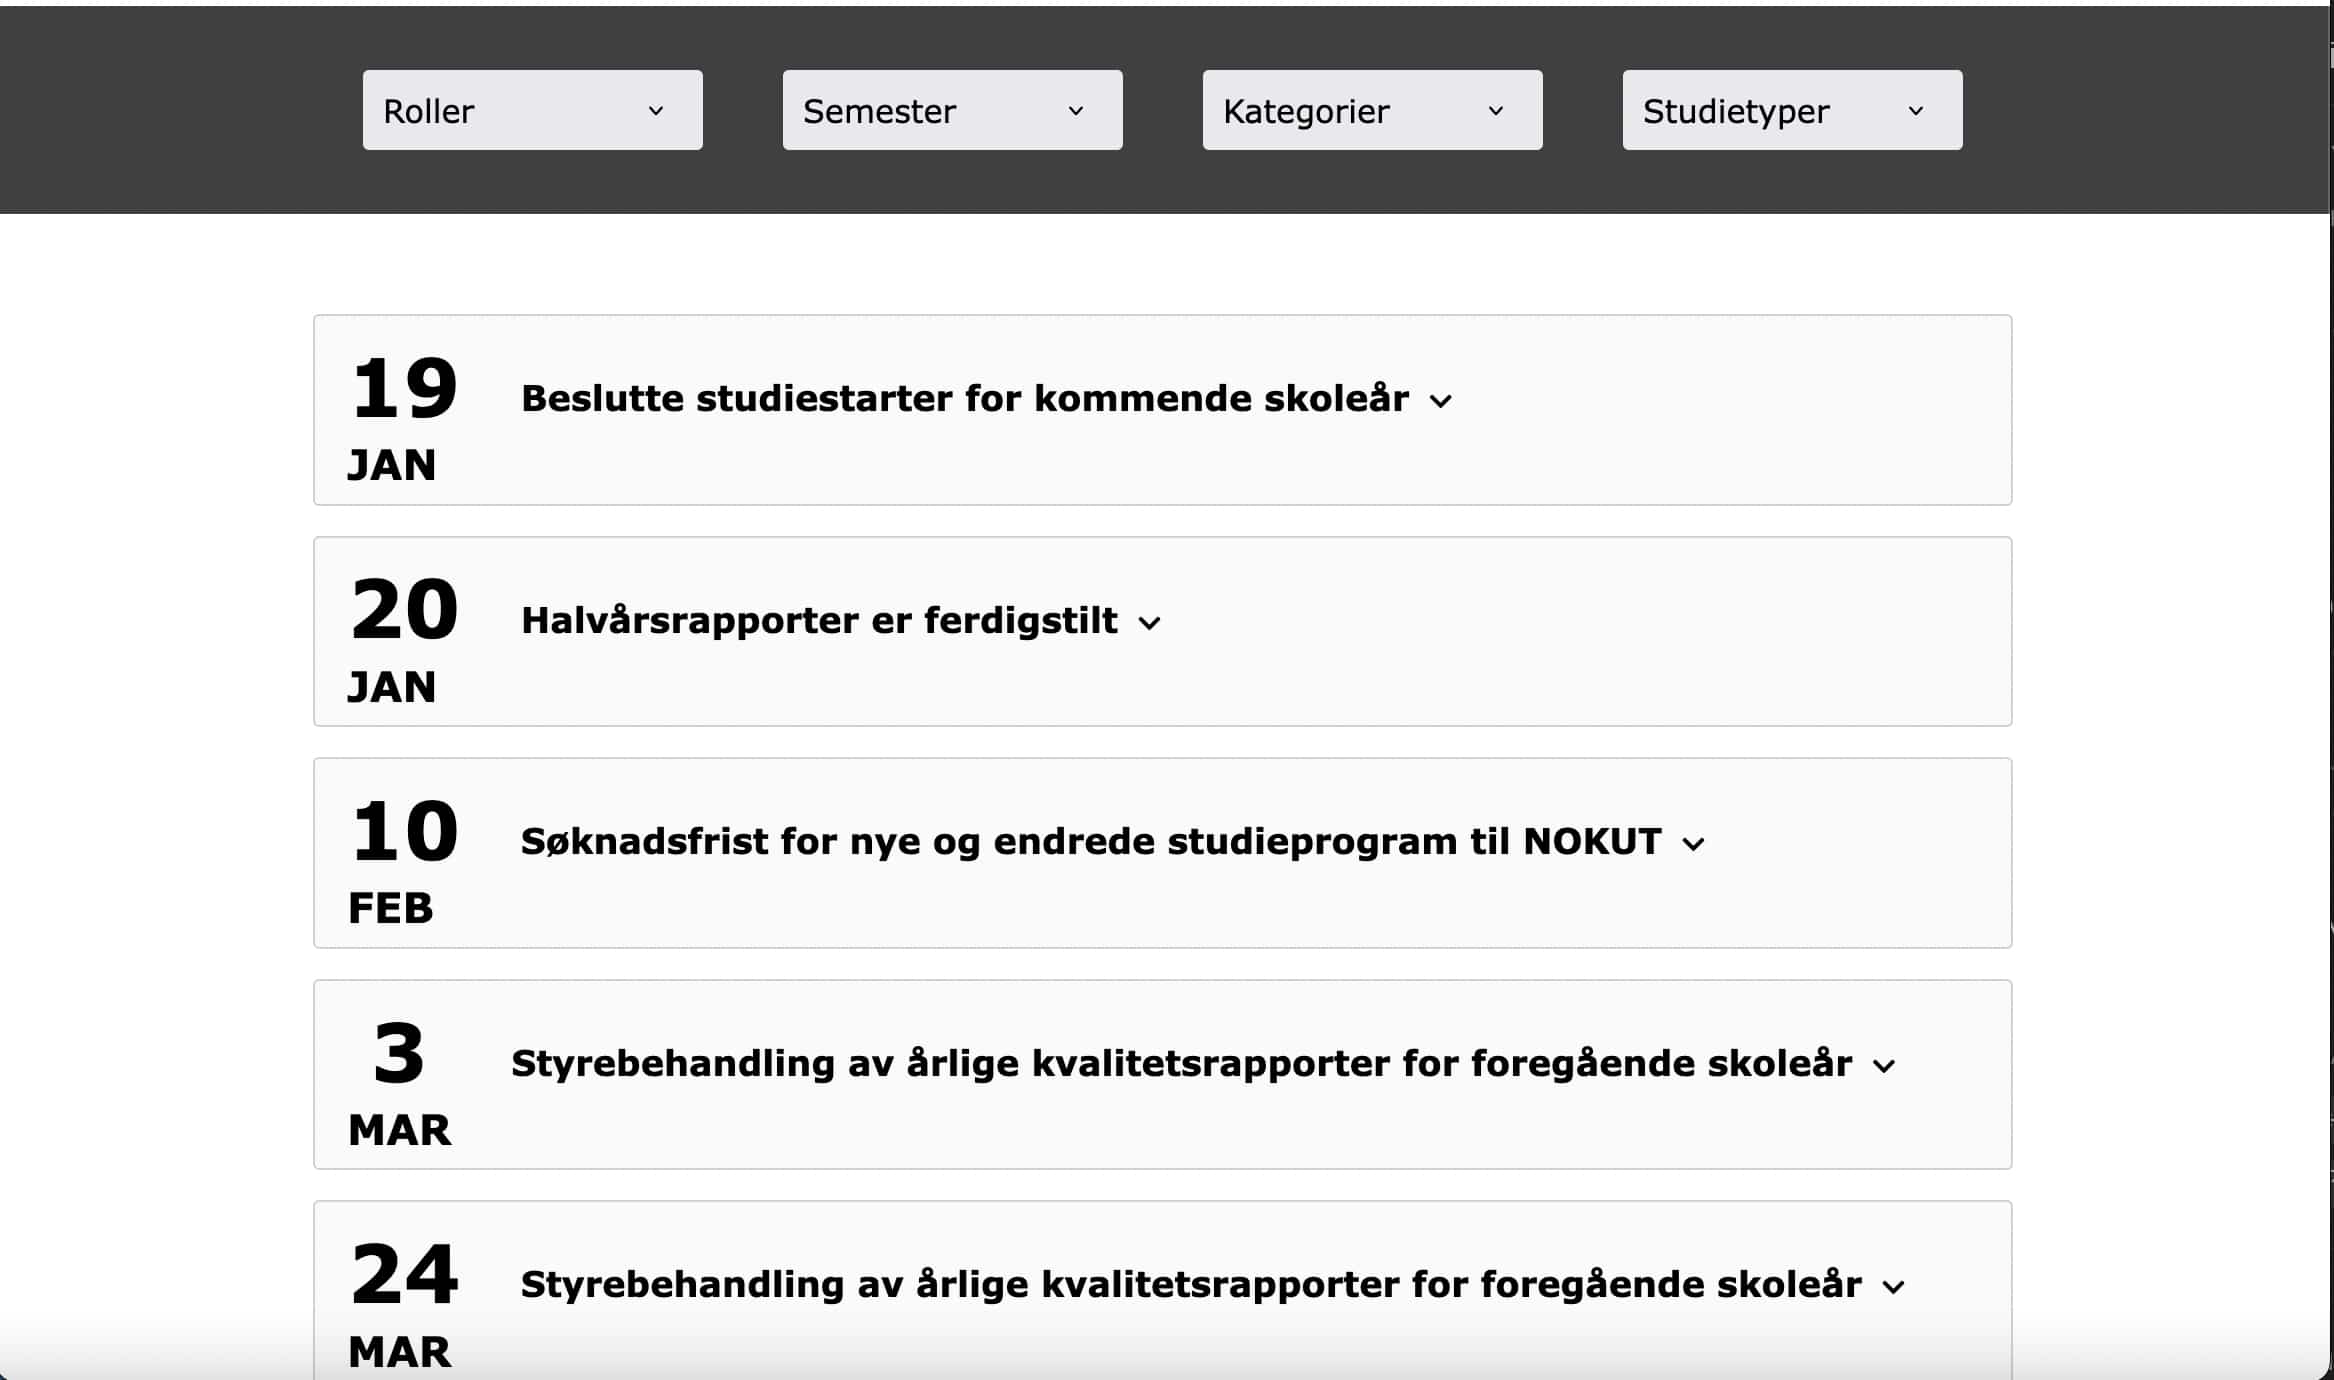 Roller
Semester
Kategorier
Studietyper
19
JAN
Beslutte studiestarter for kommende skoleår
20
JAN
Halvårsrapporter er ferdigstilt
10
FEB
Søknadsfrist for nye og endrede studieprogram til NOKUT
3
MAR
Styrebehandling av årlige kvalitetsrapporter for foregående skoleår
24
MAR
Styrebehandling av årlige kvalitetsrapporter for foregående skoleår